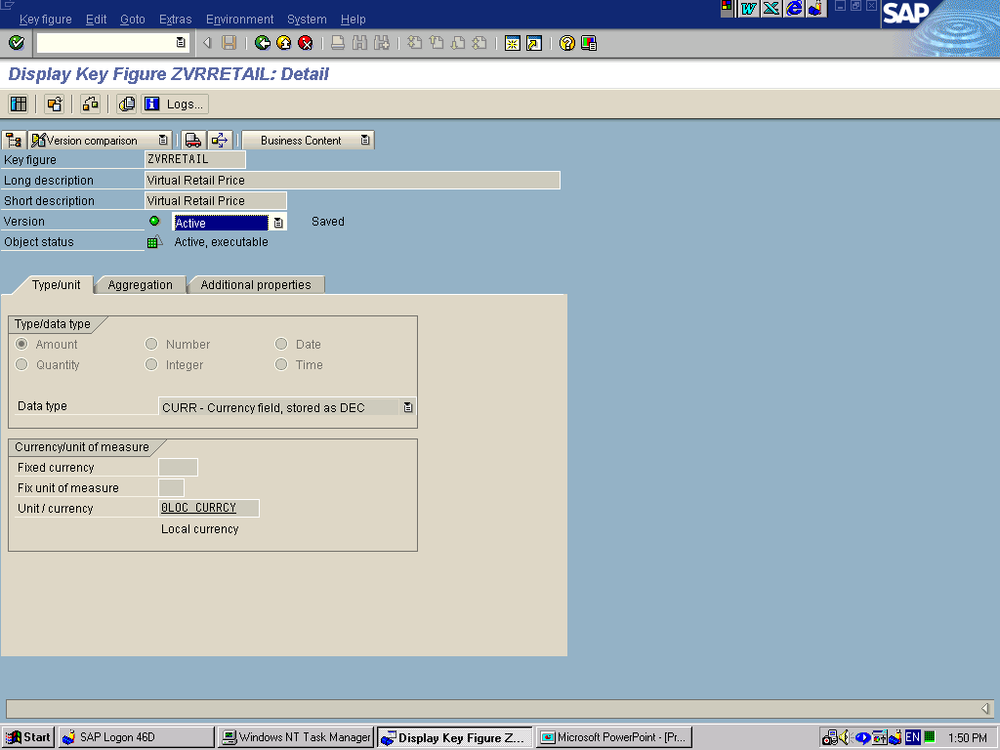 Key figure Edit Goto Extras Environment System Help
SAP
Display Key Figure ZVRRETAIL: Detail
Logs...
Version comparison Business Content
Key figure ZVRRETAIL
Long description Virtual Retail Price
Short description Virtual Retail Price
Version Active Saved
Object status Active, executable
Type/unit Aggregation Additional properties
Type/data type
Amount Number Date
Quantity Integer Time
Data type CURR - Currency field, stored as DEC
Currency/unit of measure
Fixed currency
Fix unit of measure
Unit / currency 0LOC_CURRCY
Local currency
Start SAP Logon 46D Windows NT Task Manager Display Key Figure Z... Microsoft PowerPoint - [Pr... EN 1:50 PM